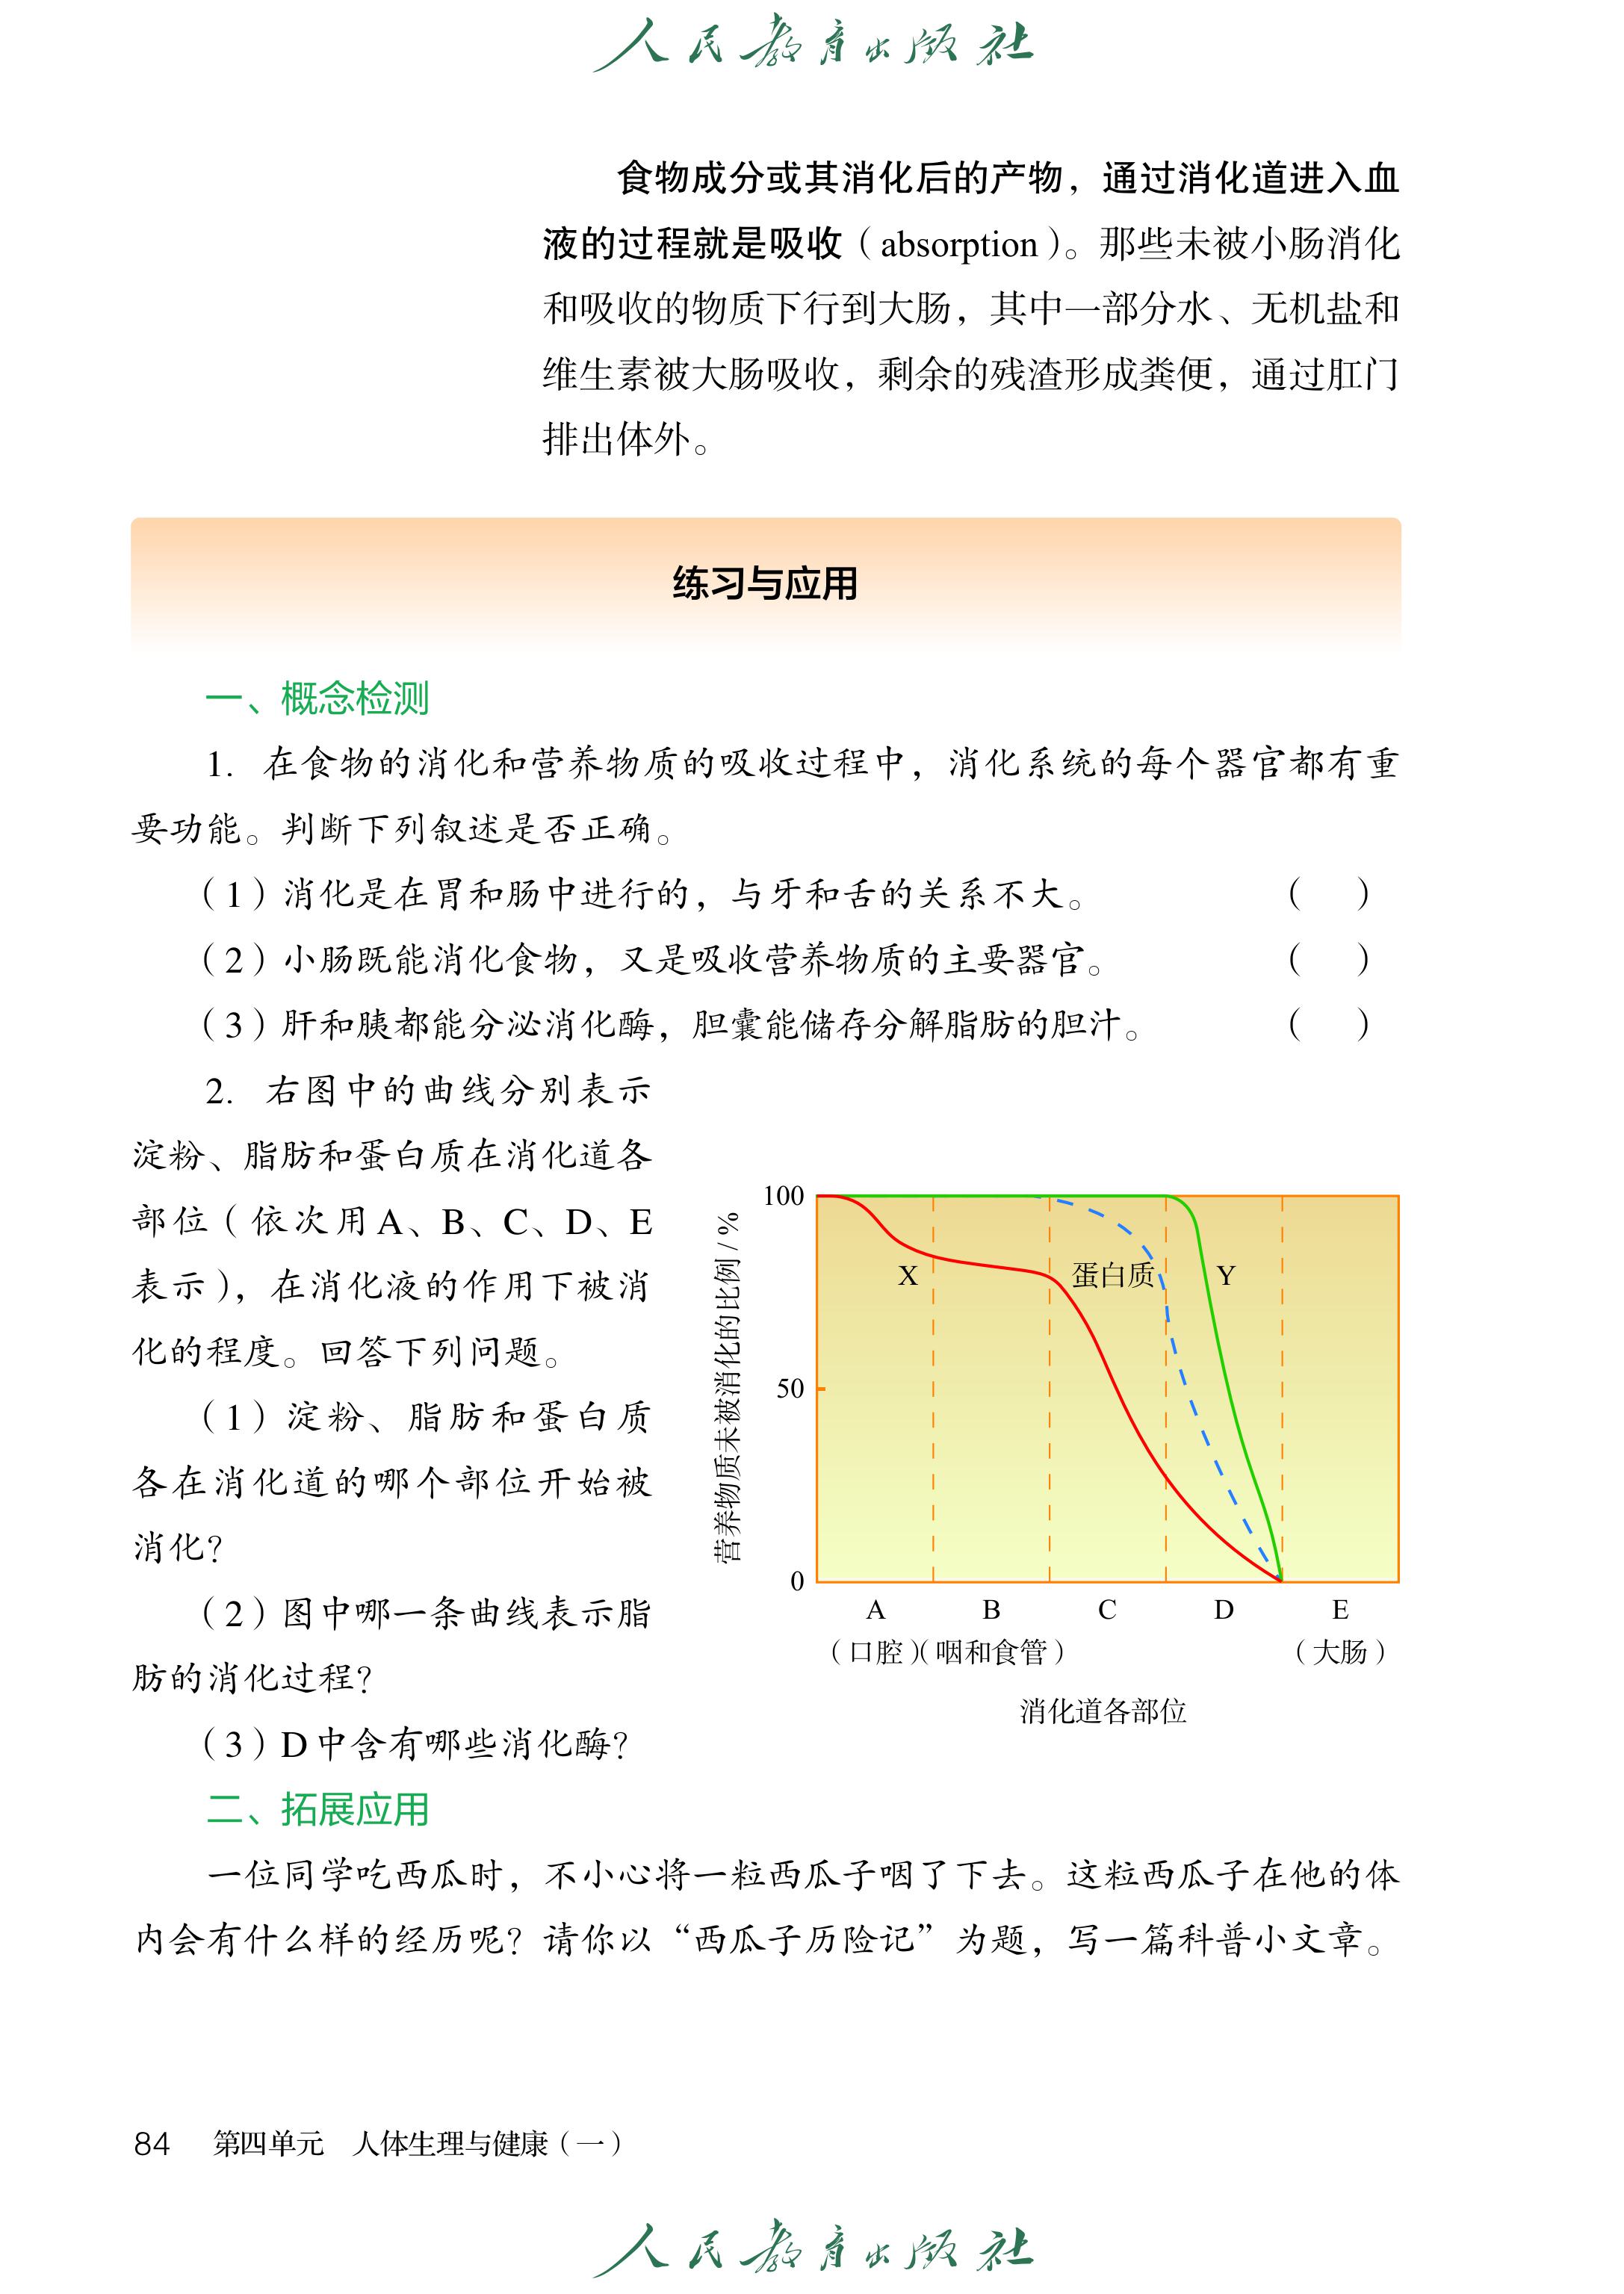 人民教育出版社
食物成分或其消化后的产物，通过消化道进入血
液的过程就是吸收（absorption）。那些未被小肠消化
和吸收的物质下行到大肠，其中一部分水、无机盐和
维生素被大肠吸收，剩余的残渣形成粪便，通过肛门
排出体外。
练习与应用
一、概念检测
1. 在食物的消化和营养物质的吸收过程中，消化系统的每个器官都有重
要功能。判断下列叙述是否正确。
（1）消化是在胃和肠中进行的，与牙和舌的关系不大。 （ ）
（2）小肠既能消化食物，又是吸收营养物质的主要器官。 （ ）
（3）肝和胰都能分泌消化酶，胆囊能储存分解脂肪的胆汁。 （ ）
2. 右图中的曲线分别表示
淀粉、脂肪和蛋白质在消化道各
部位（依次用A、B、C、D、E
表示），在消化液的作用下被消
化的程度。回答下列问题。
（1）淀粉、脂肪和蛋白质
各在消化道的哪个部位开始被
消化？
（2）图中哪一条曲线表示脂
肪的消化过程？
（3）D中含有哪些消化酶？
营养物质未被消化的比例/%
100
50
0
X
蛋白质
Y
A B C D E
（口腔）（咽和食管） （大肠）
消化道各部位
二、拓展应用
一位同学吃西瓜时，不小心将一粒西瓜子咽了下去。这粒西瓜子在他的体
内会有什么样的经历呢？请你以“西瓜子历险记”为题，写一篇科普小文章。
84 第四单元 人体生理与健康（一）
人民教育出版社